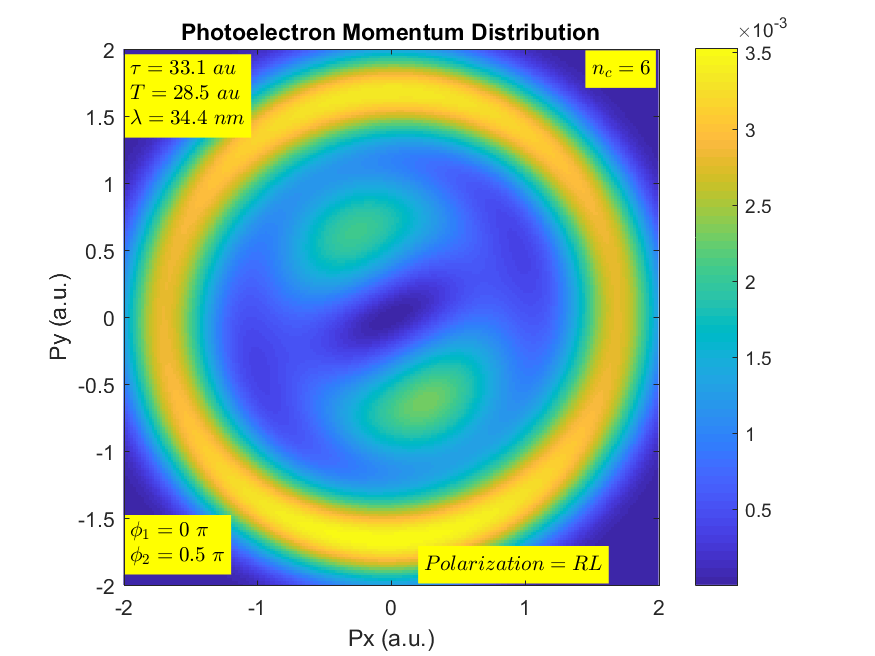 Photoelectron Momentum Distribution
×10⁻³
τ = 33.1 au
T = 28.5 au
λ = 34.4 nm
n_c = 6
2
1.5
1
0.5
0
-0.5
-1
-1.5
-2
Py (a.u.)
ϕ₁ = 0 π
ϕ₂ = 0.5 π
Polarization = RL
-2
-1
0
1
2
Px (a.u.)
3.5
3
2.5
2
1.5
1
0.5